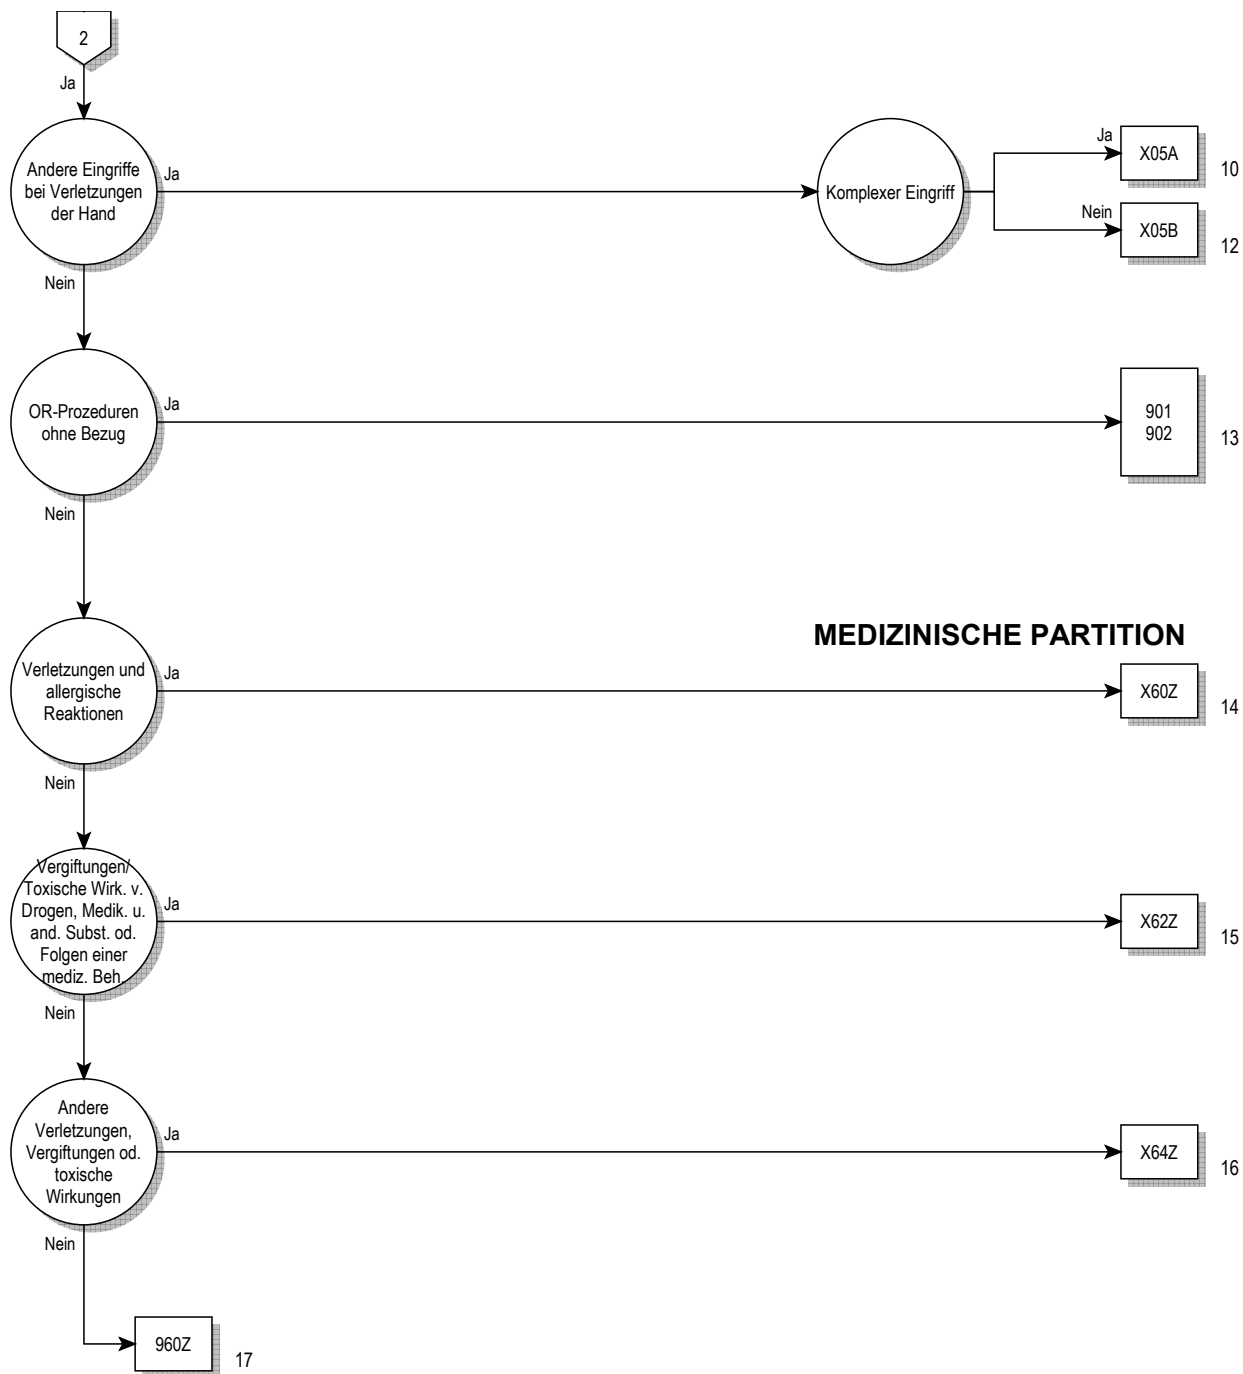 2
Ja
Andere Eingriffe
bei Verletzungen
der Hand
Ja
Komplexer Eingriff
Ja
X05A
10
Nein
X05B
12
Nein
OR-Prozeduren
ohne Bezug
Ja
901
902
13
Nein
MEDIZINISCHE PARTITION
Verletzungen und
allergische
Reaktionen
Ja
X60Z
14
Nein
Vergiftungen/
Toxische Wirk. v.
Drogen, Medik. u.
and. Subst. od.
Folgen einer
mediz. Beh.
Ja
X62Z
15
Nein
Andere
Verletzungen,
Vergiftungen od.
toxische
Wirkungen
Ja
X64Z
16
Nein
960Z
17